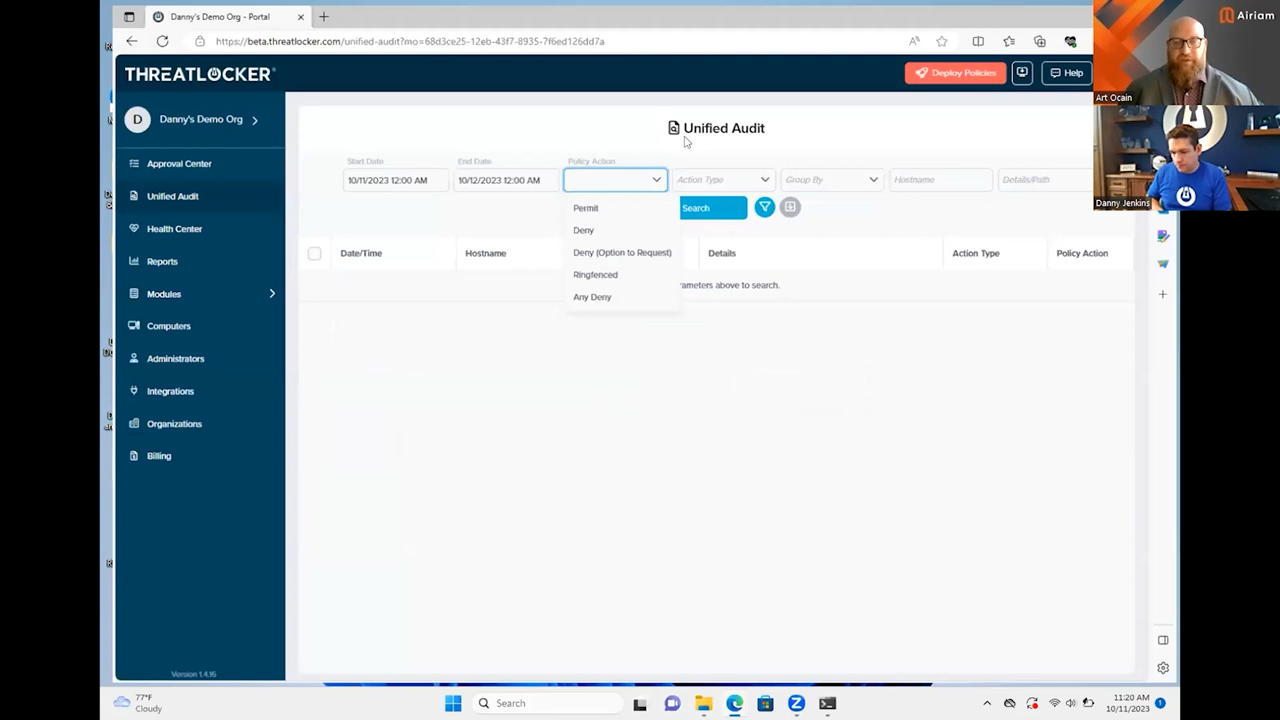 Danny's Demo Org - Portal
https://beta.threatlocker.com/unified-audit?mo=68d3ce25-12eb-43f7-8935-7f6ed126dd7a
Airiam
Art Ocain
Danny Jenkins
THREATLOCKER
Deploy Policies
Help
D
Danny's Demo Org
Approval Center
Unified Audit
Health Center
Reports
Modules
Computers
Administrators
Integrations
Organizations
Billing
Version 1.4.16
Unified Audit
Start Date
End Date
Policy Action
10/11/2023 12:00 AM
10/12/2023 12:00 AM
Action Type
Group By
Hostname
Details/Path
Permit
Deny
Deny (Option to Request)
Ringfenced
Any Deny
Search
Date/Time
Hostname
Details
Action Type
Policy Action
rameters above to search.
77°F
Cloudy
Search
11:20 AM
10/11/2023
1